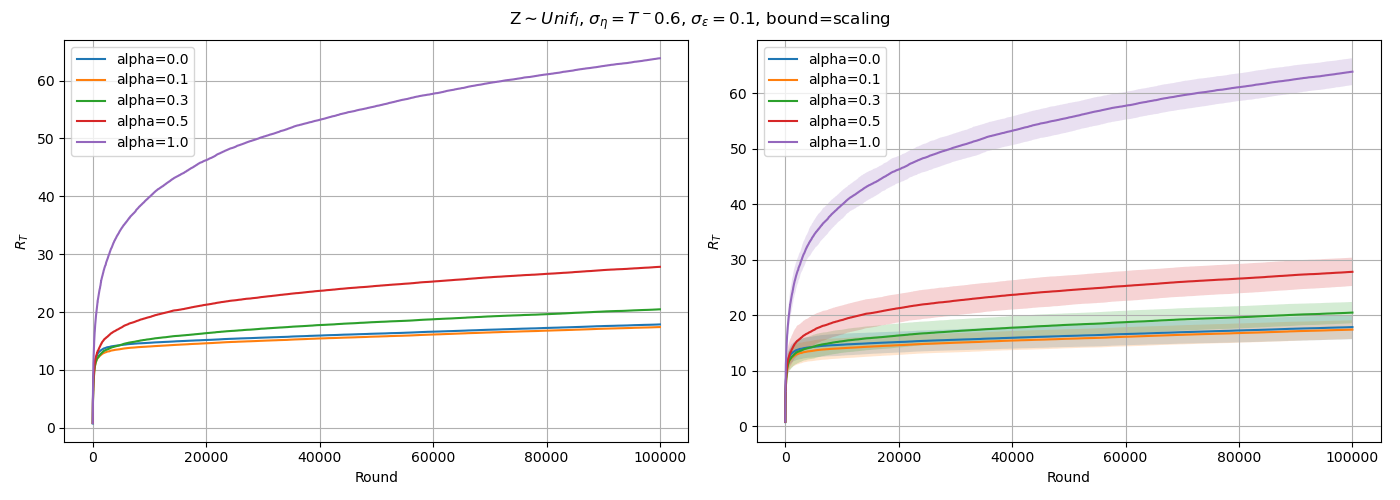 Z ~ Unif_I, σ_η = T^−0.6, σ_ε = 0.1, bound=scaling
alpha=0.0
alpha=0.1
alpha=0.3
alpha=0.5
alpha=1.0
60
50
40
30
20
10
0
R_T
0 20000 40000 60000 80000 100000
Round
alpha=0.0
alpha=0.1
alpha=0.3
alpha=0.5
alpha=1.0
60
50
40
30
20
10
0
R_T
0 20000 40000 60000 80000 100000
Round